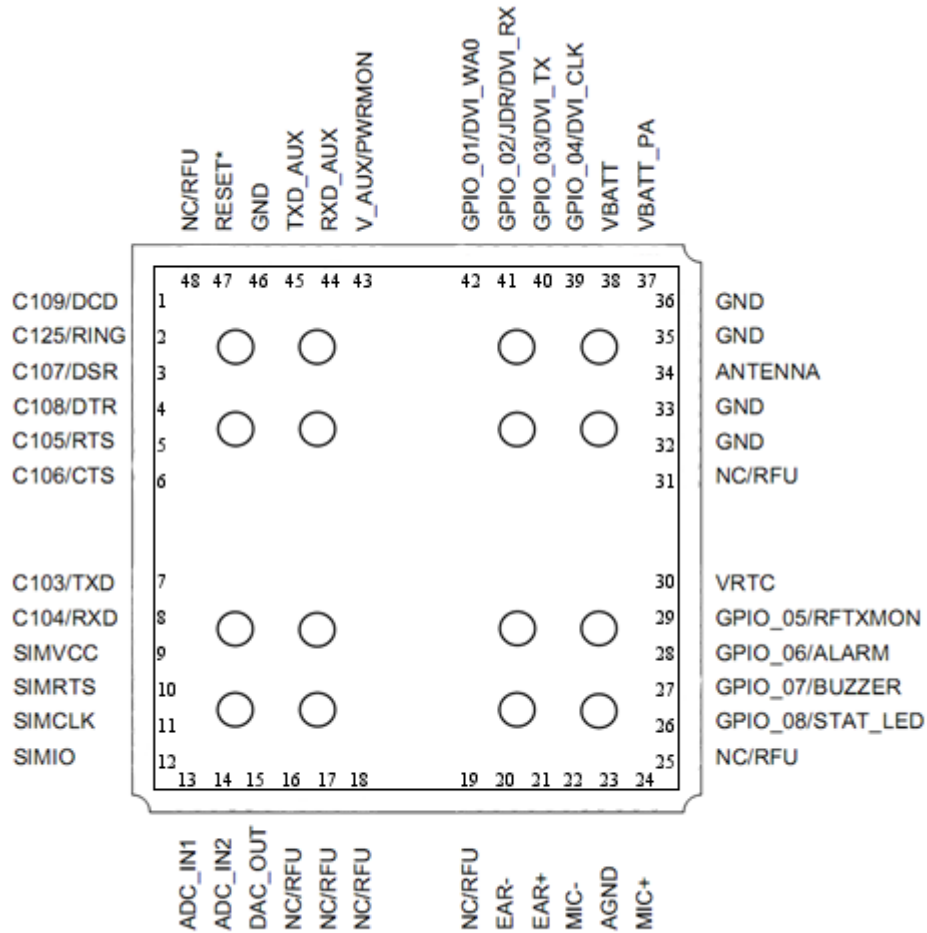 NC/RFU
RESET*
GND
TXD_AUX
RXD_AUX
V_AUX/PWRMON
GPIO_01/DVI_WA0
GPIO_02/JDR/DVI_RX
GPIO_03/DVI_TX
GPIO_04/DVI_CLK
VBATT
VBATT_PA
48 47 46 45 44 43 42 41 40 39 38 37
C109/DCD 1
C125/RING 2
C107/DSR 3
C108/DTR 4
C105/RTS 5
C106/CTS 6
C103/TXD 7
C104/RXD 8
SIMVCC 9
SIMRTS 10
SIMCLK 11
SIMIO 12
36 GND
35 GND
34 ANTENNA
33 GND
32 GND
31 NC/RFU
30 VRTC
29 GPIO_05/RFTXMON
28 GPIO_06/ALARM
27 GPIO_07/BUZZER
26 GPIO_08/STAT_LED
25 NC/RFU
13 14 15 16 17 18 19 20 21 22 23 24
ADC_IN1
ADC_IN2
DAC_OUT
NC/RFU
NC/RFU
NC/RFU
NC/RFU
EAR-
EAR+
MIC-
AGND
MIC+